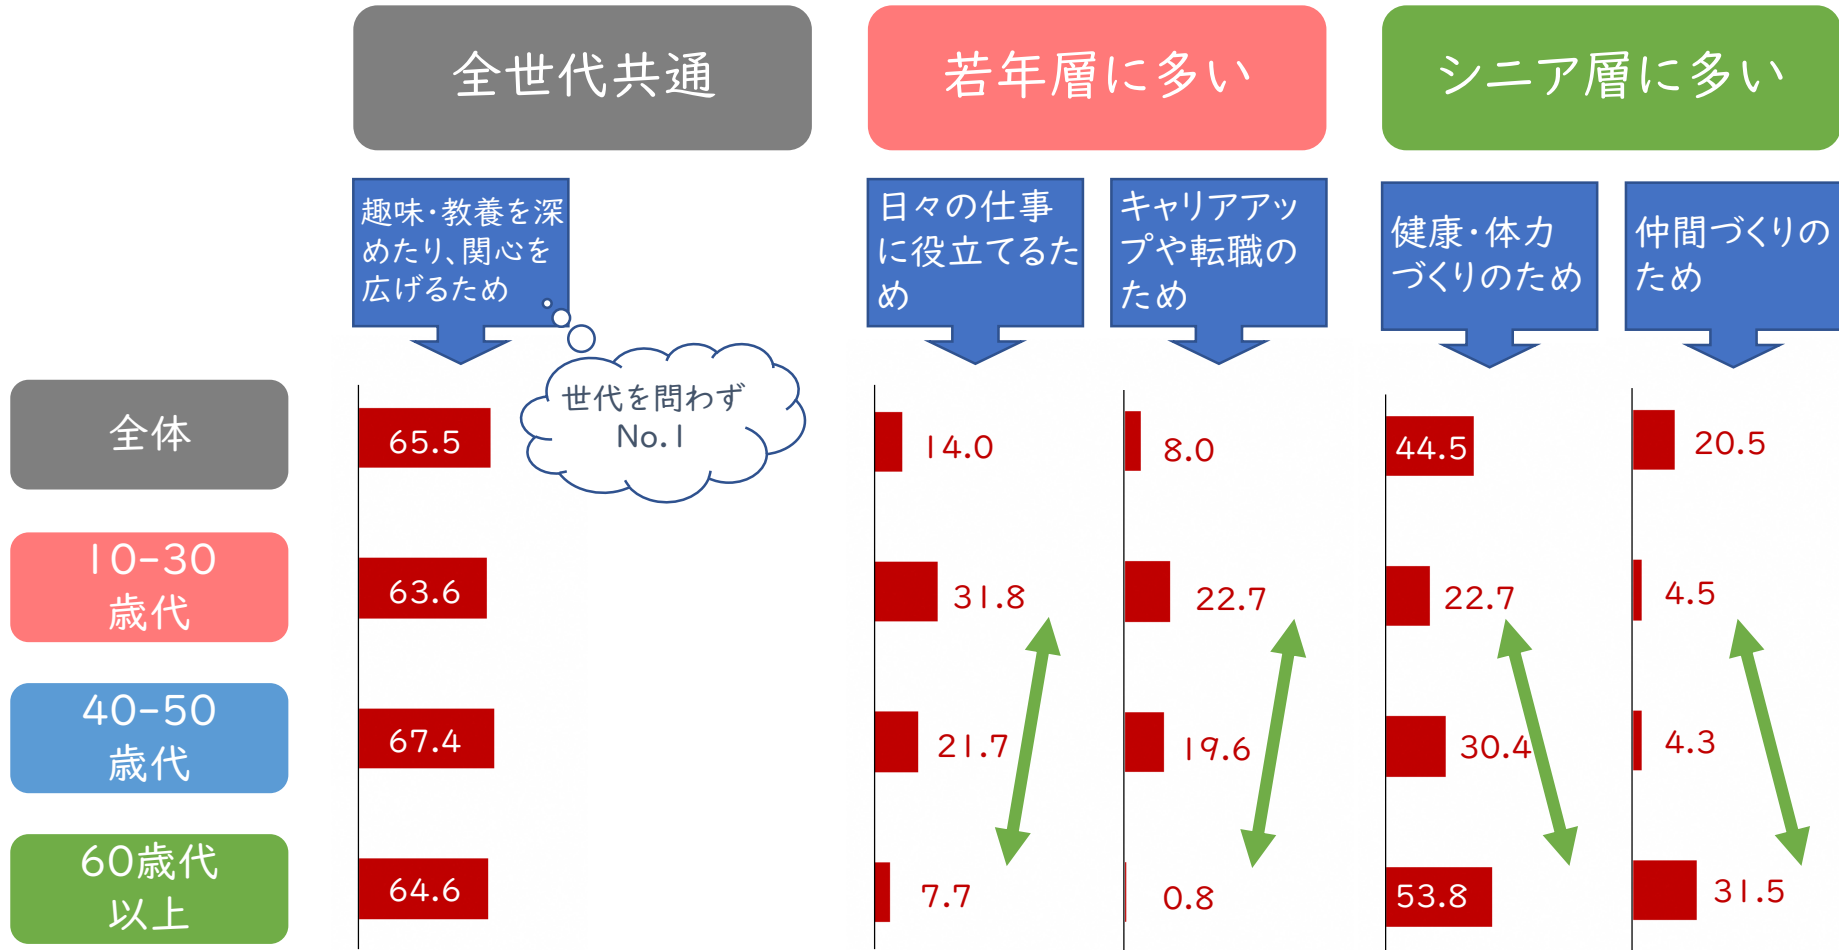 全世代共通
若年層に多い
シニア層に多い
趣味・教養を深
めたり、関心を
広げるため
日々の仕事
に役立てるた
め
キャリアアッ
プや転職の
ため
健康・体力
づくりのため
仲間づくりの
ため
世代を問わず
No.1
全体
65.5
14.0
8.0
44.5
20.5
10-30
歳代
63.6
31.8
22.7
22.7
4.5
40-50
歳代
67.4
21.7
19.6
30.4
4.3
60歳代
以上
64.6
7.7
0.8
53.8
31.5